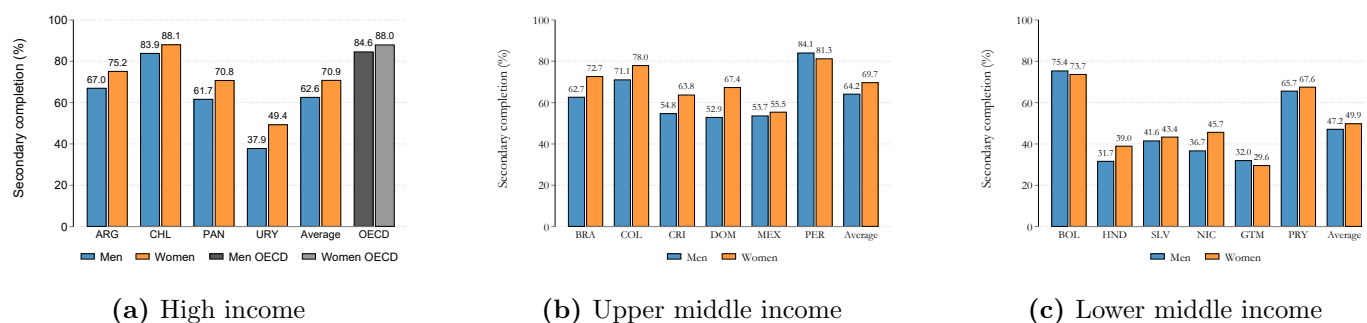 Secondary completion (%)
100
80
60
40
20
0
67.0 75.2 83.9 88.1 61.7 70.8 37.9 49.4 62.6 70.9 84.6 88.0
ARG CHL PAN URY Average OECD
Men Women Men OECD Women OECD
(a) High income
Secondary completion (%)
100
80
60
40
20
0
62.7 72.7 71.1 78.0 54.8 63.8 52.9 67.4 53.7 55.5 84.1 81.3 64.2 69.7
BRA COL CRI DOM MEX PER Average
Men Women
(b) Upper middle income
Secondary completion (%)
100
80
60
40
20
0
75.4 73.7 31.7 39.0 41.6 43.4 36.7 45.7 32.0 29.6 65.7 67.6 47.2 49.9
BOL HND SLV NIC GTM PRY Average
Men Women
(c) Lower middle income